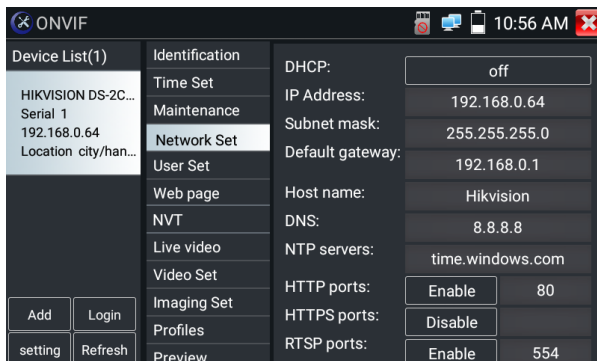 ONVIF
10:56 AM
Device List(1)
HIKVISION DS-2C...
Serial 1
192.168.0.64
Location city/han...
Add
Login
setting
Refresh
Identification
Time Set
Maintenance
Network Set
User Set
Web page
NVT
Live video
Video Set
Imaging Set
Profiles
Preview
DHCP: off
IP Address: 192.168.0.64
Subnet mask: 255.255.255.0
Default gateway: 192.168.0.1
Host name: Hikvision
DNS: 8.8.8.8
NTP servers: time.windows.com
HTTP ports: Enable 80
HTTPS ports: Disable
RTSP ports: Enable 554